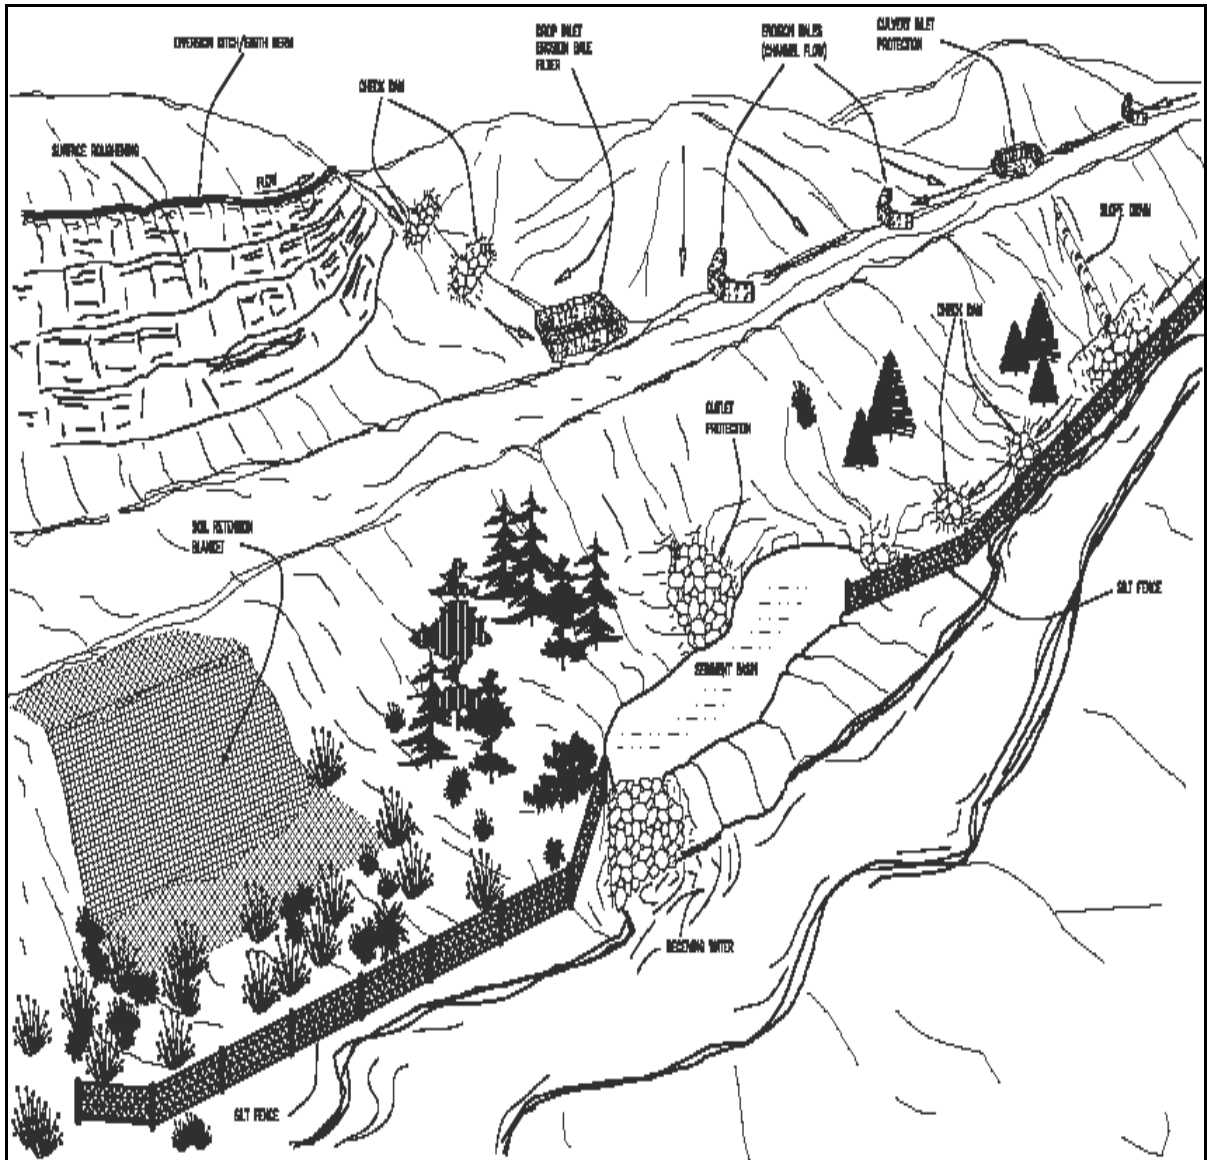 DIVERSION DITCH/EARTH BERM
DROP INLET
EROSION BALE
FILTER
EROSION BALES
(CHANNEL FLOW)
CULVERT INLET
PROTECTION
CHECK DAM
SURFACE ROUGHENING
FLOW
SLOPE DRAIN
CHECK DAM
OUTLET
PROTECTION
SOIL RETENSION
BLANKET
SILT FENCE
SEDIMENT BASIN
RECEIVING WATER
SILT FENCE